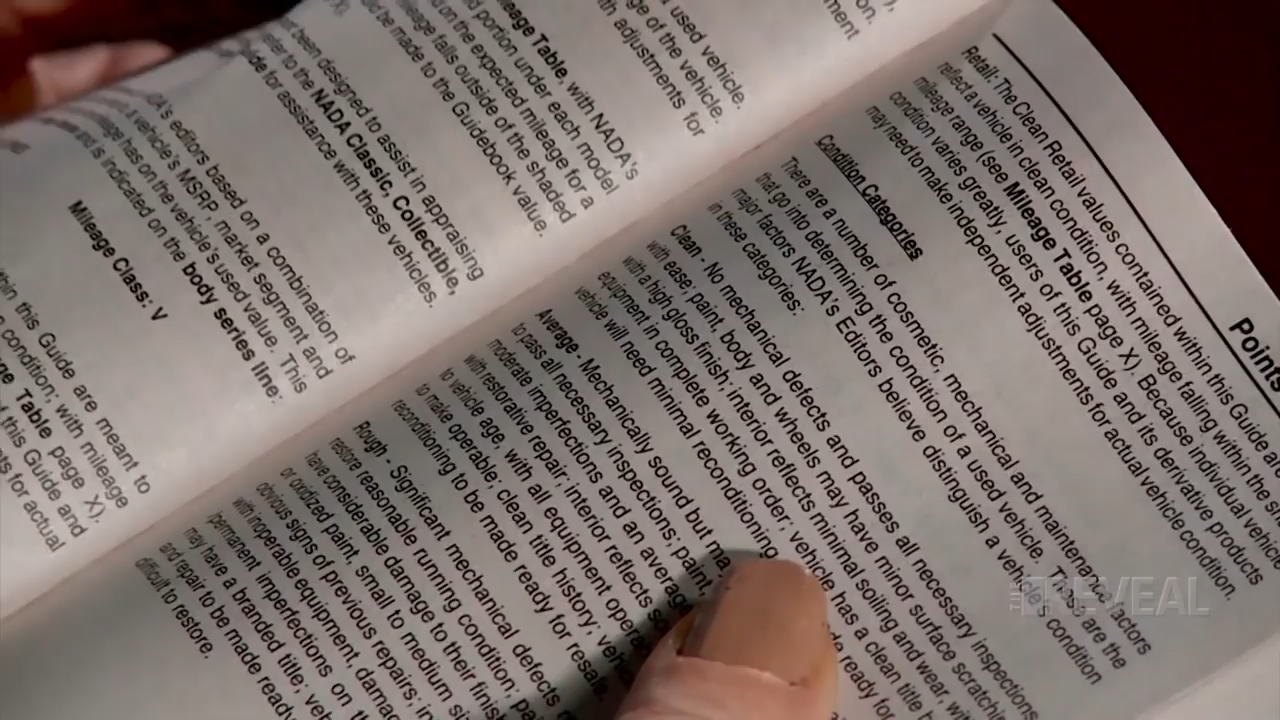 used vehicle.
ge of the vehicle.
h adjustments for
eage Table, with NADA's
d portion under each model
on the expected mileage for a
eage falls outside of the shaded
be made to the Guidebook value.
been designed to assist in appraising
refer to the NADA Classic, Collectible,
de for assistance with these vehicles.
DA's editors based on a combination of
a vehicle's MSRP, market segment and
mileage has on the vehicle's used value. This
and is indicated on the body series line:
Mileage Class: V
hin this Guide are meant to
condition; with mileage
Table page X).
this Guide and
ts for actual
Points
Retail: The Clean Retail values contained within this Guide
reflect a vehicle in clean condition, with mileage falling within the
mileage range (see Mileage Table page X). Because individual vehicle
condition varies greatly, users of this Guide and its derivative products
may need to make independent adjustments for actual vehicle condition.
Condition Categories
There are a number of cosmetic, mechanical and maintenance factors
that go into determining the condition of a used vehicle. These are the
major factors NADA's Editors believe distinguish a vehicle's condition
in these categories:
Clean - No mechanical defects and passes all necessary inspections
with ease; paint, body and wheels may have minor surface scratching
with a high gloss finish; interior reflects minimal soiling and wear, with
equipment in complete working order; vehicle has a clean title
vehicle will need minimal reconditioning ready for
Average - Mechanically sound but
to pass all necessary inspections; paint
moderate imperfections and an average
with restorative repair; interior reflects
to vehicle age, with all equipment
to make operable; clean title history;
reconditioning to be made ready for resale.
Rough - Significant mechanical defects
restore reasonable running condition;
have considerable damage to their finish
or oxidized paint, small to medium
obvious signs of previous repairs;
with inoperable equipment,
permanent imperfections on
may have a branded title;
and repair to be made ready
difficult to restore.
REVEAL